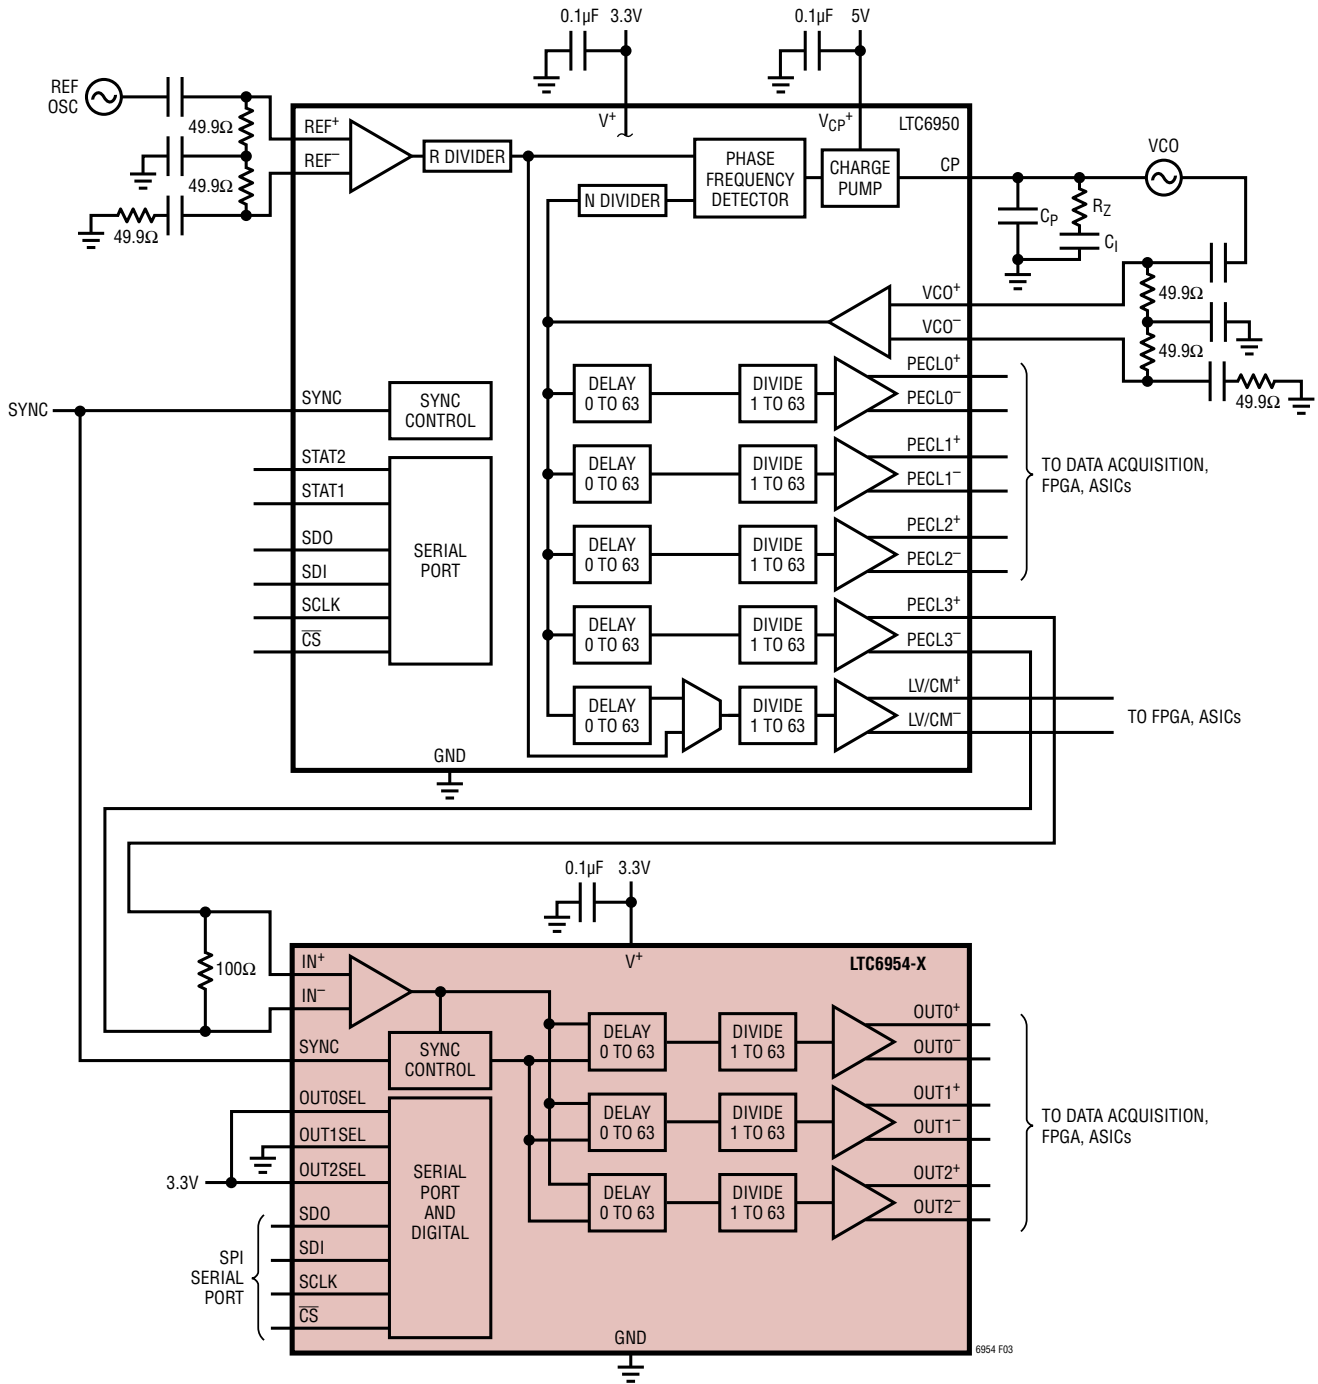 0.1µF 3.3V
0.1µF 5V
REF
OSC
49.9Ω
49.9Ω
49.9Ω
REF+
REF–
V+
VCP+
LTC6950
R DIVIDER
N DIVIDER
PHASE
FREQUENCY
DETECTOR
CHARGE
PUMP
CP
VCO
CP
RZ
CI
VCO+
VCO–
49.9Ω
49.9Ω
49.9Ω
SYNC
SYNC
SYNC
CONTROL
STAT2
STAT1
SDO
SDI
SCLK
CS
SERIAL
PORT
DELAY
0 TO 63
DIVIDE
1 TO 63
PECL0+
PECL0–
DELAY
0 TO 63
DIVIDE
1 TO 63
PECL1+
PECL1–
DELAY
0 TO 63
DIVIDE
1 TO 63
PECL2+
PECL2–
TO DATA ACQUISITION,
FPGA, ASICs
DELAY
0 TO 63
DIVIDE
1 TO 63
PECL3+
PECL3–
DELAY
0 TO 63
DIVIDE
1 TO 63
LV/CM+
LV/CM–
TO FPGA, ASICs
GND
0.1µF 3.3V
100Ω
IN+
IN–
V+
LTC6954-X
SYNC
SYNC
CONTROL
OUT0SEL
OUT1SEL
OUT2SEL
3.3V
SDO
SDI
SCLK
CS
SPI
SERIAL
PORT
SERIAL
PORT
AND
DIGITAL
DELAY
0 TO 63
DIVIDE
1 TO 63
OUT0+
OUT0–
DELAY
0 TO 63
DIVIDE
1 TO 63
OUT1+
OUT1–
DELAY
0 TO 63
DIVIDE
1 TO 63
OUT2+
OUT2–
TO DATA ACQUISITION,
FPGA, ASICs
GND
6954 F03